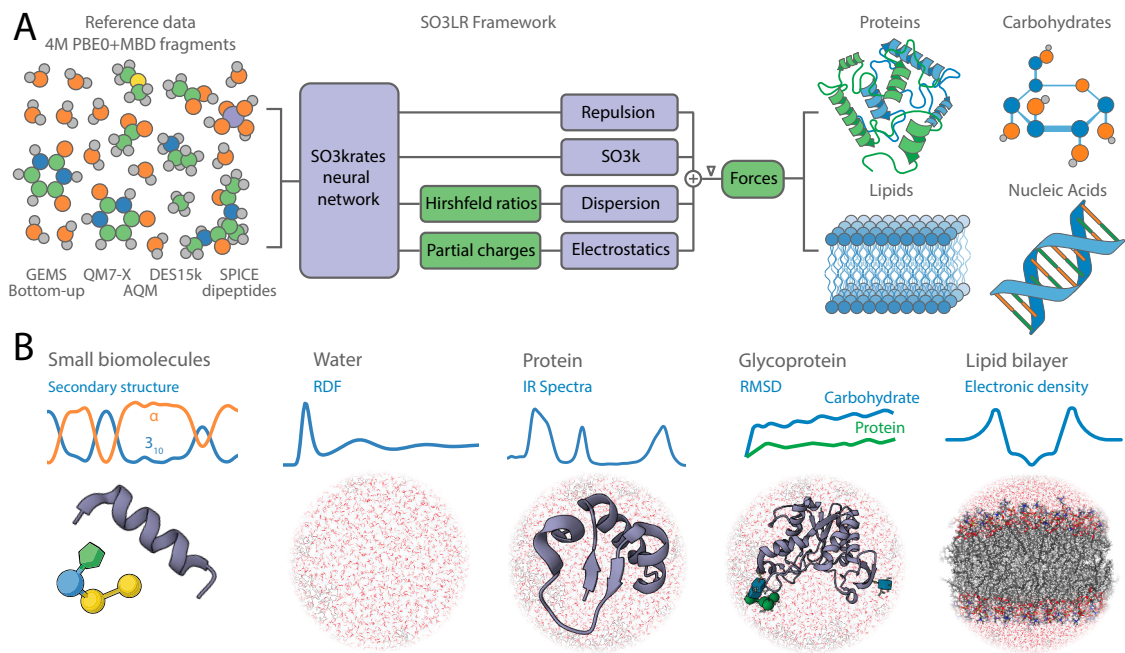 A
Reference data
4M PBE0+MBD fragments
GEMS QM7-X DES15k SPICE
Bottom-up AQM dipeptides
SO3LR Framework
SO3krates
neural
network
Repulsion
SO3k
Hirshfeld ratios
Dispersion
Partial charges
Electrostatics
+
∇
Forces
Proteins
Carbohydrates
Lipids
Nucleic Acids
B
Small biomolecules
Secondary structure
α
3₁₀
Water
RDF
Protein
IR Spectra
Glycoprotein
RMSD
Carbohydrate
Protein
Lipid bilayer
Electronic density